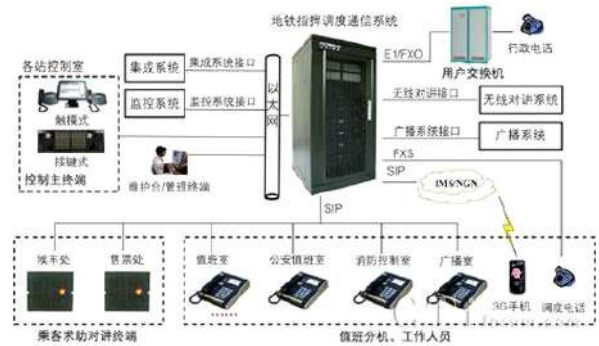 地铁指挥调度通信系统
各站控制室
触摸式
按键式
控制主终端
集成系统
集成系统接口
监控系统
监控系统接口
以太网
维护台/管理终端
E1/FXO
用户交换机
行政电话
无线对讲接口
无线对讲系统
广播系统接口
广播系统
FXS
SIP
IMS/NGN
SIP
候车处
售票处
乘客求助对讲终端
值班室
公安值班室
消防控制室
广播室
......
值班分机、工作人员
3G手机
调度电话